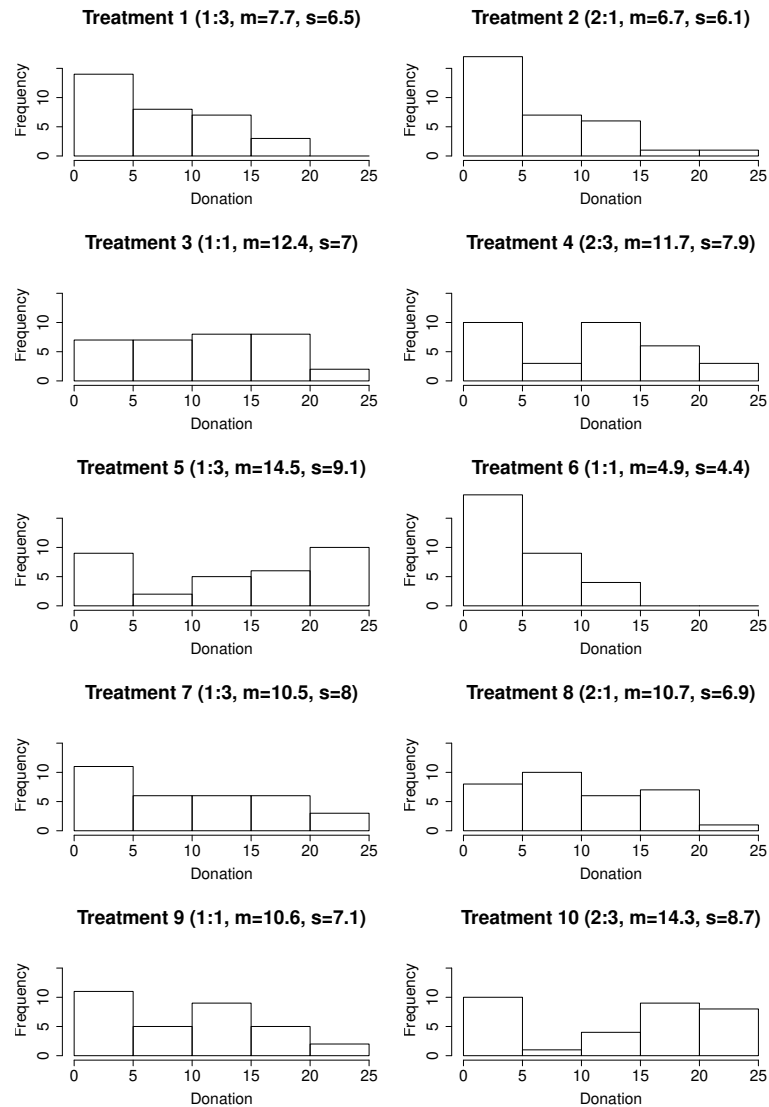 Treatment 1 (1:3, m=7.7, s=6.5)
Frequency
0 5 10
0 5 10 15 20 25
Donation
Treatment 2 (2:1, m=6.7, s=6.1)
Frequency
0 5 10
0 5 10 15 20 25
Donation
Treatment 3 (1:1, m=12.4, s=7)
Frequency
0 5 10
0 5 10 15 20 25
Donation
Treatment 4 (2:3, m=11.7, s=7.9)
Frequency
0 5 10
0 5 10 15 20 25
Donation
Treatment 5 (1:3, m=14.5, s=9.1)
Frequency
0 5 10
0 5 10 15 20 25
Donation
Treatment 6 (1:1, m=4.9, s=4.4)
Frequency
0 5 10
0 5 10 15 20 25
Donation
Treatment 7 (1:3, m=10.5, s=8)
Frequency
0 5 10
0 5 10 15 20 25
Donation
Treatment 8 (2:1, m=10.7, s=6.9)
Frequency
0 5 10
0 5 10 15 20 25
Donation
Treatment 9 (1:1, m=10.6, s=7.1)
Frequency
0 5 10
0 5 10 15 20 25
Donation
Treatment 10 (2:3, m=14.3, s=8.7)
Frequency
0 5 10
0 5 10 15 20 25
Donation